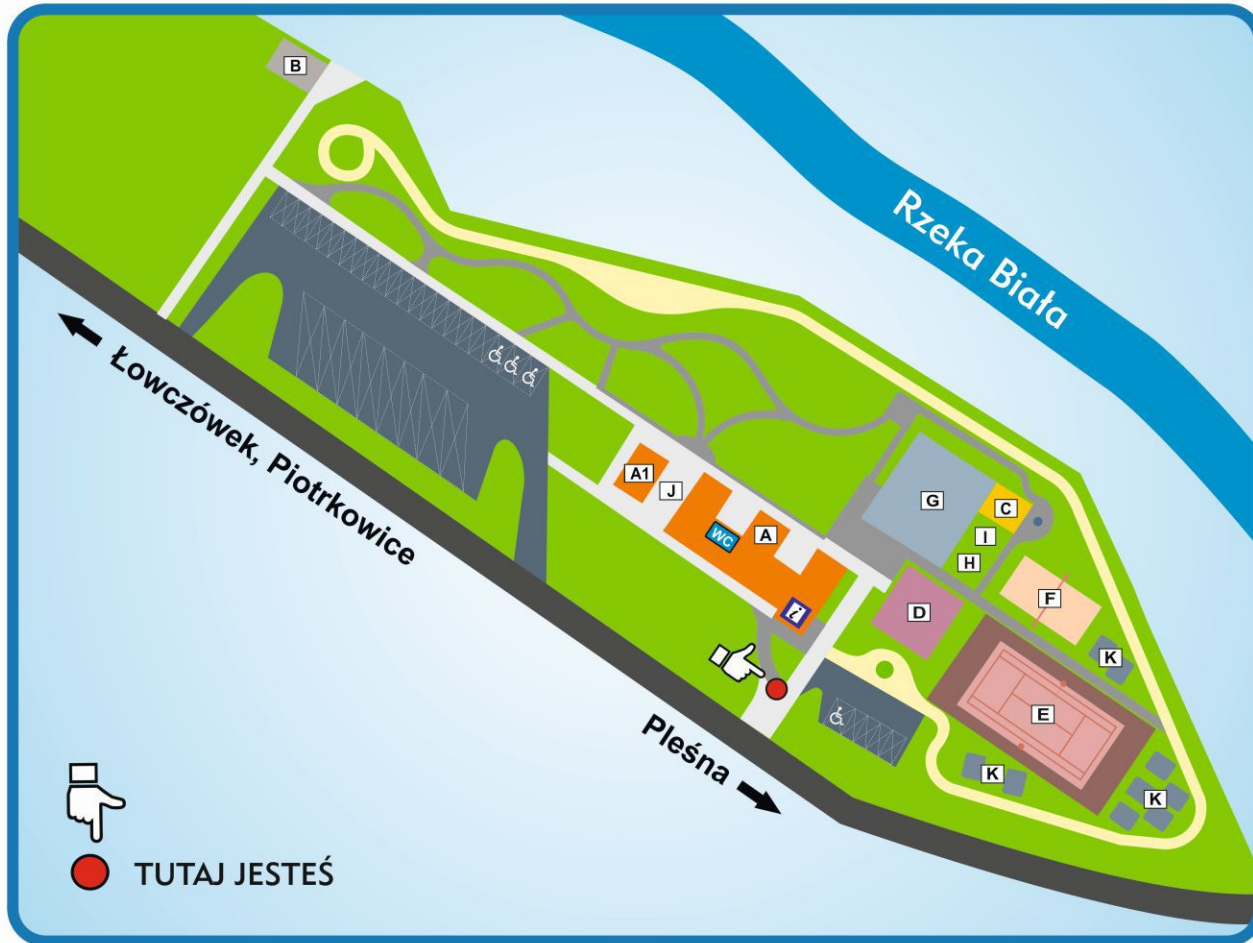 B
Rzeka Biała
Łowczówek, Piotrkowice
A1
J
G
C
I
WC
A
H
F
D
i
K
E
Pleśna
K
K
TUTAJ JESTEŚ